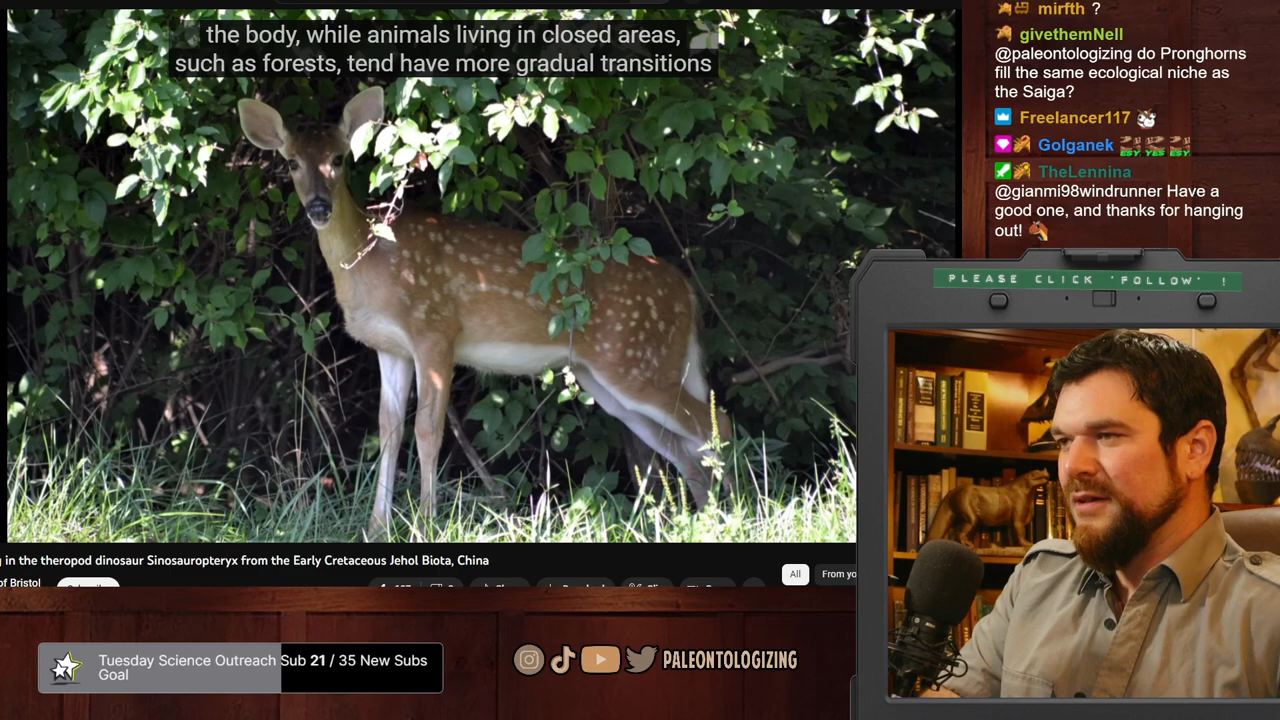 the body, while animals living in closed areas,
such as forests, tend have more gradual transitions
mirfth ?
givethemNell
@paleontologizing do Pronghorns
fill the same ecological niche as
the Saiga?
Freelancer117
Golganek
TheLennina
@gianmi98windrunner Have a
good one, and thanks for hanging
out!
PLEASE CLICK 'FOLLOW' !
in the theropod dinosaur Sinosauropteryx from the Early Cretaceous Jehol Biota, China
of Bristol
All
From yo
Tuesday Science Outreach Sub 21 / 35 New Subs
Goal
PALEONTOLOGIZING